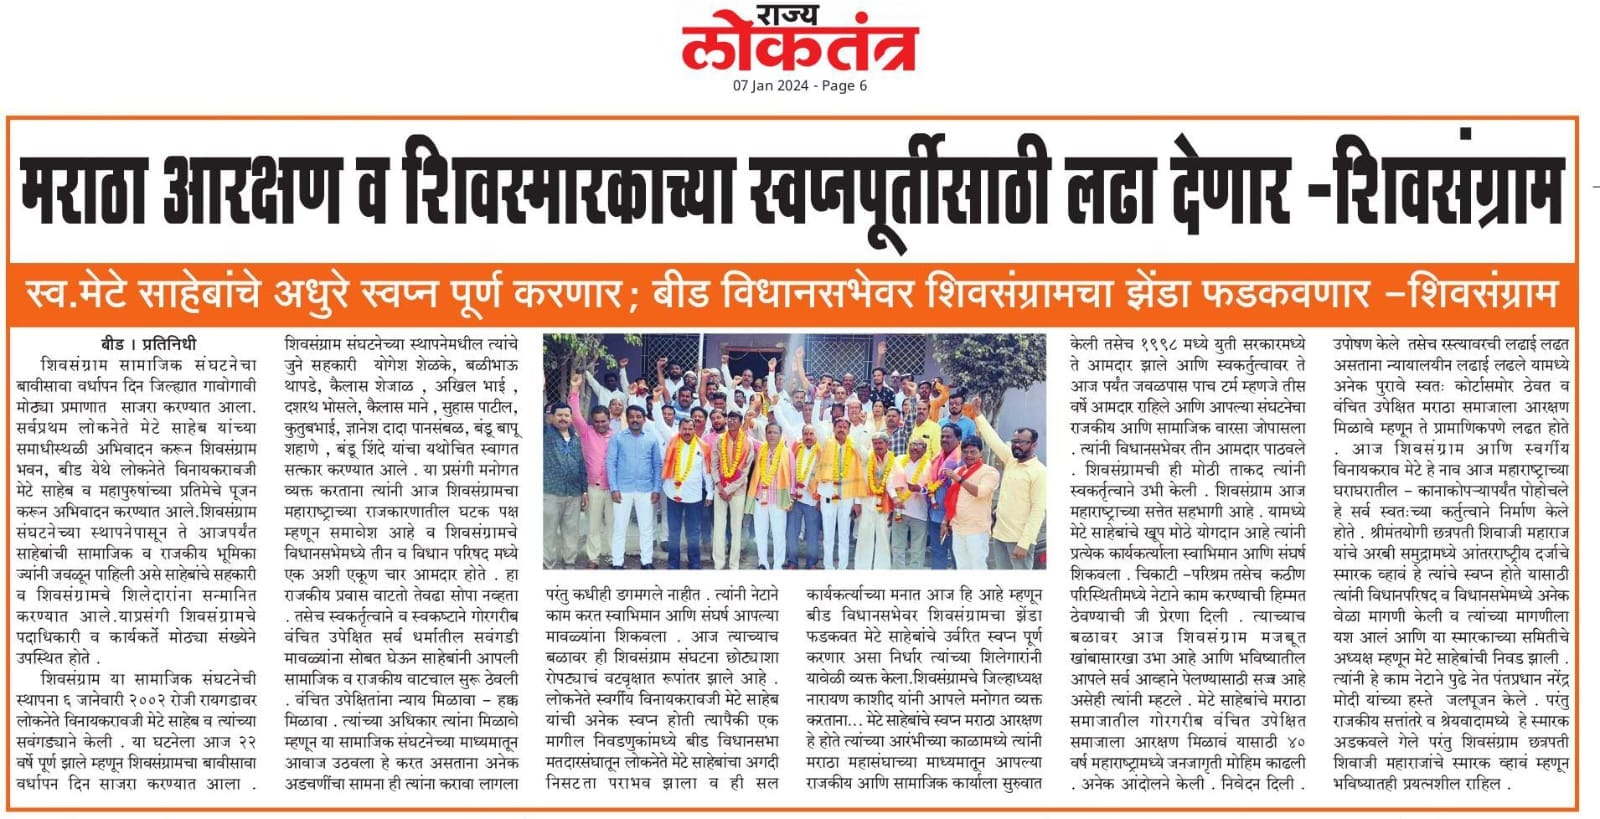 राज्य
लोकतंत्र
07 Jan 2024 - Page 6
मराठा आरक्षण व शिवस्मारकाच्या स्वप्नपूर्तीसाठी लढा देणार -शिवसंग्राम
स्व.मेटे साहेबांचे अधुरे स्वप्न पूर्ण करणार; बीड विधानसभेवर शिवसंग्रामचा झेंडा फडकवणार -शिवसंग्राम
बीड । प्रतिनिधी
शिवसंग्राम सामाजिक संघटनेचा
बावीसावा वर्धापन दिन जिल्ह्यात गावोगावी
मोठ्या प्रमाणात साजरा करण्यात आला.
सर्वप्रथम लोकनेते मेटे साहेब यांच्या
समाधीस्थळी अभिवादन करून शिवसंग्राम
भवन, बीड येथे लोकनेते विनायकरावजी
मेटे साहेब व महापुरुषांच्या प्रतिमेचे पूजन
करून अभिवादन करण्यात आले.शिवसंग्राम
संघटनेच्या स्थापनेपासून ते आजपर्यंत
साहेबांची सामाजिक व राजकीय भूमिका
ज्यांनी जवळून पाहिली असे साहेबांचे सहकारी
व शिवसंग्रामचे शिलेदारांना सन्मानित
करण्यात आले.याप्रसंगी शिवसंग्रामचे
पदाधिकारी व कार्यकर्ते मोठ्या संख्येने
उपस्थित होते .
शिवसंग्राम या सामाजिक संघटनेची
स्थापना ६ जानेवारी २००२ रोजी रायगडावर
लोकनेते विनायकरावजी मेटे साहेब व त्यांच्या
सवंगड्याने केली . या घटनेला आज २२
वर्षे पूर्ण झाले म्हणून शिवसंग्रामचा बावीसावा
वर्धापन दिन साजरा करण्यात आला .
शिवसंग्राम संघटनेच्या स्थापनेमधील त्यांचे
जुने सहकारी योगेश शेळके, बळीभाऊ
थापडे, कैलास शेजाळ , अखिल भाई ,
दशरथ भोसले, कैलास माने , सुहास पाटील,
कुतुबभाई, ज्ञानेश दादा पानसंबळ, बंडू बापू
शहाणे , बंडू शिंदे यांचा यथोचित स्वागत
सत्कार करण्यात आले . या प्रसंगी मनोगत
व्यक्त करताना त्यांनी आज शिवसंग्रामचा
महाराष्ट्राच्या राजकारणातील घटक पक्ष
म्हणून समावेश आहे व शिवसंग्रामचे
विधानसभेमध्ये तीन व विधान परिषद मध्ये
एक अशी एकूण चार आमदार होते . हा
राजकीय प्रवास वाटतो तेवढा सोपा नव्हता
. तसेच स्वकर्तृत्वाने व स्वकष्टाने गोरगरीब
वंचित उपेक्षित सर्व धर्मातील सवंगडी
मावळ्यांना सोबत घेऊन साहेबांनी आपली
सामाजिक व राजकीय वाटचाल सुरू ठेवली
. वंचित उपेक्षितांना न्याय मिळावा - हक्क
मिळावा . त्यांच्या अधिकार त्यांना मिळावे
म्हणून या सामाजिक संघटनेच्या माध्यमातून
आवाज उठवला हे करत असताना अनेक
अडचणींचा सामना ही त्यांना करावा लागला
परंतु कधीही डगमगले नाहीत . त्यांनी नेटाने
काम करत स्वाभिमान आणि संघर्ष आपल्या
मावळ्यांना शिकवला . आज त्याच्याच
बळावर ही शिवसंग्राम संघटना छोट्याशा
रोपट्याचं वटवृक्षात रूपांतर झाले आहे .
लोकनेते स्वर्गीय विनायकरावजी मेटे साहेब
यांची अनेक स्वप्न होती त्यापैकी एक
मागील निवडणुकांमध्ये बीड विधानसभा
मतदारसंघातून लोकनेते मेटे साहेबांचा अगदी
निसटता पराभव झाला व ही सल
कार्यकर्त्याच्या मनात आज हि आहे म्हणून
बीड विधानसभेवर शिवसंग्रामचा झेंडा
फडकवत मेटे साहेबांचे उर्वरित स्वप्न पूर्ण
करणार असा निर्धार त्यांच्या शिलेगारांनी
यावेळी व्यक्त केला.शिवसंग्रामचे जिल्हाध्यक्ष
नारायण काशीद यांनी आपले मनोगत व्यक्त
करताना... मेटे साहेबांचे स्वप्न मराठा आरक्षण
हे होते त्यांच्या आरंभीच्या काळामध्ये त्यांनी
मराठा महासंघाच्या माध्यमातून आपल्या
राजकीय आणि सामाजिक कार्याला सुरुवात
केली तसेच १९९८ मध्ये युती सरकारमध्ये
ते आमदार झाले आणि स्वकर्तृत्वावर ते
आज पर्यंत जवळपास पाच टर्म म्हणजे तीस
वर्षे आमदार राहिले आणि आपल्या संघटनेचा
राजकीय आणि सामाजिक वारसा जोपासला
. त्यांनी विधानसभेवर तीन आमदार पाठवले
. शिवसंग्रामची ही मोठी ताकद त्यांनी
स्वकर्तृत्वाने उभी केली . शिवसंग्राम आज
महाराष्ट्राच्या सत्तेत सहभागी आहे . यामध्ये
मेटे साहेबांचे खूप मोठे योगदान आहे त्यांनी
प्रत्येक कार्यकर्त्याला स्वाभिमान आणि संघर्ष
शिकवला . चिकाटी -परिश्रम तसेच कठीण
परिस्थितीमध्ये नेटाने काम करण्याची हिम्मत
ठेवण्याची जी प्रेरणा दिली . त्याच्याच
बळावर आज शिवसंग्राम मजबूत
खांबासारखा उभा आहे आणि भविष्यातील
आपले सर्व आव्हाने पेलण्यासाठी सज्ज आहे
असेही त्यांनी म्हटले . मेटे साहेबांचे मराठा
समाजातील गोरगरीब वंचित उपेक्षित
समाजाला आरक्षण मिळावं यासाठी ४०
वर्ष महाराष्ट्रामध्ये जनजागृती मोहिम काढली
. अनेक आंदोलने केली . निवेदन दिली .
उपोषण केले तसेच रस्त्यावरची लढाई लढत
असताना न्यायालयीन लढाई लढले यामध्ये
अनेक पुरावे स्वतः कोर्टासमोर ठेवत व
वंचित उपेक्षित मराठा समाजाला आरक्षण
मिळावे म्हणून ते प्रामाणिकपणे लढत होते
. आज शिवसंग्राम आणि स्वर्गीय
विनायकराव मेटे हे नाव आज महाराष्ट्राच्या
घराघरातील - कानाकोपऱ्यापर्यंत पोहोचले
हे सर्व स्वतःच्या कर्तुत्वाने निर्माण केले
होते . श्रीमंतयोगी छत्रपती शिवाजी महाराज
यांचे अरबी समुद्रामध्ये आंतरराष्ट्रीय दर्जाचे
स्मारक व्हावं हे त्यांचे स्वप्न होते यासाठी
त्यांनी विधानपरिषद व विधानसभेमध्ये अनेक
वेळा मागणी केली व त्यांच्या मागणीला
यश आलं आणि या स्मारकाच्या समितीचे
अध्यक्ष म्हणून मेटे साहेबांची निवड झाली .
त्यांनी हे काम नेटाने पुढे नेत पंतप्रधान नरेंद्र
मोदी यांच्या हस्ते जलपूजन केले . परंतु
राजकीय सत्तांतरे व श्रेयवादामध्ये हे स्मारक
अडकवले गेले परंतु शिवसंग्राम छत्रपती
शिवाजी महाराजांचे स्मारक व्हावं म्हणून
भविष्यातही प्रयत्नशील राहिल .